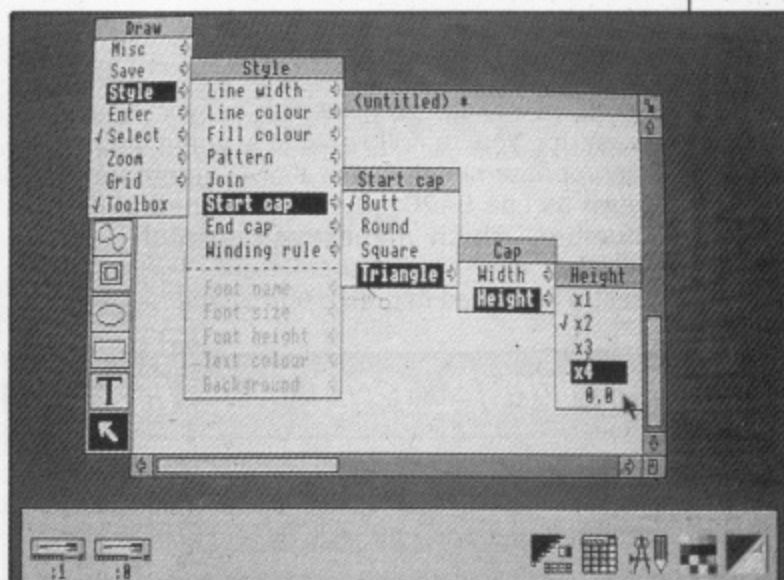 Draw
Misc
Save
Style
Enter
√ Select
Zoom
Grid
√ Toolbox
Style
Line width
Line colour
Fill colour
Pattern
Join
Start cap
End cap
Winding rule
Font name
Font size
Font height
Text colour
Background
<untitled> *
Start cap
√ Butt
Round
Square
Triangle
Cap
Width
Height
Height
x1
√ x2
x3
x4
0.0
T
:1
:0